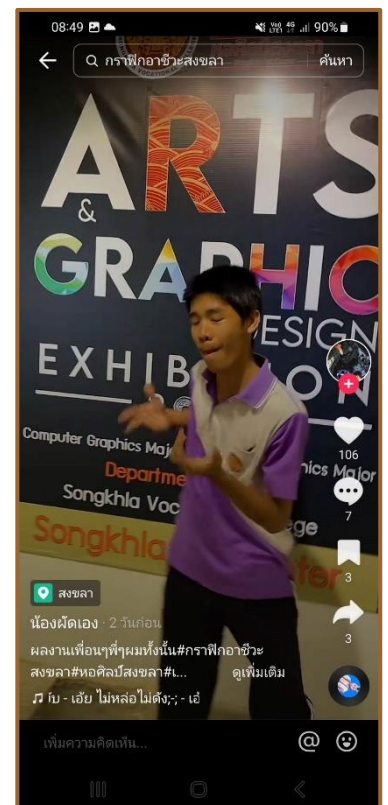 08:49
Vo) 4G
LTE1
90%
กราฟิกอาชีวะสงขลา
ค้นหา
ARTS
&
GRAPHIC
DESIGN
EXHIBITION
Computer Graphics Major
Songkhla
สงขลา
น้องผัดเอง · 2 วันก่อน
ผลงานเพื่อนๆพี่ๆผมทั้งนั้น#กราฟิกอาชีวะ
สงขลา#หอศิลป์สงขลา#เ... ดูเพิ่มเติม
เอ้ย ไม่หล่อไม่ดัง;-;
106
7
3
3
เพิ่มความคิดเห็น...
@